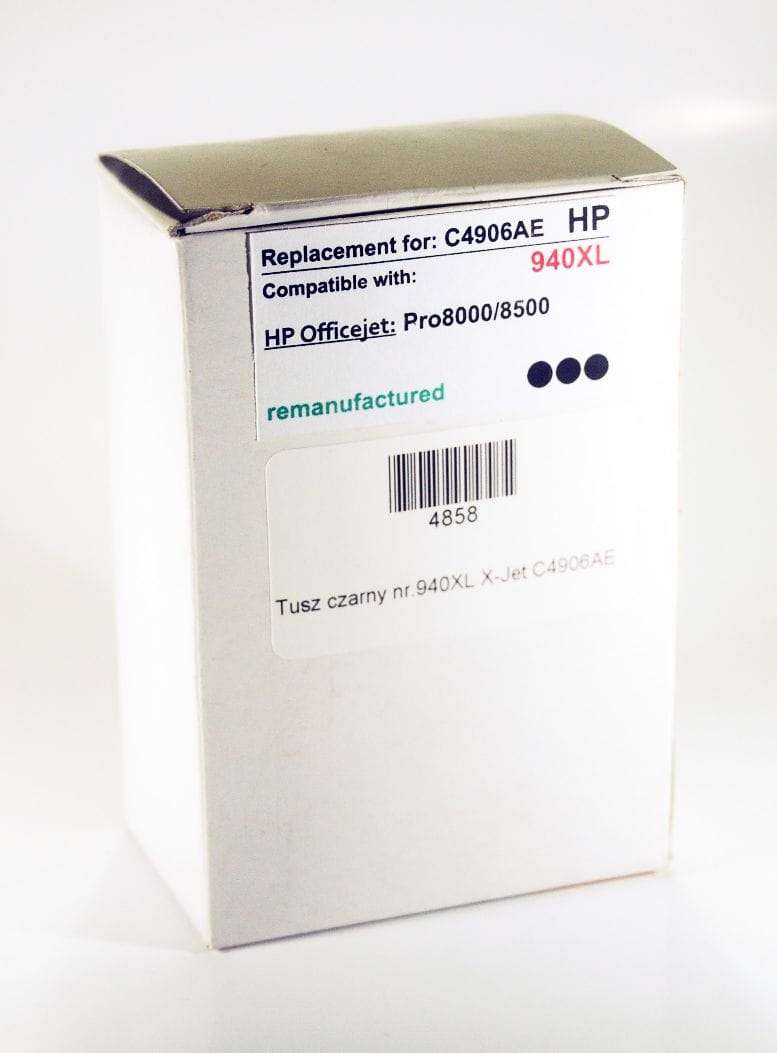 Replacement for: C4906AE HP
940XL
Compatible with:
HP Officejet: Pro8000/8500
remanufactured
4858
Tusz czarny nr.940XL X-Jet C4906AE